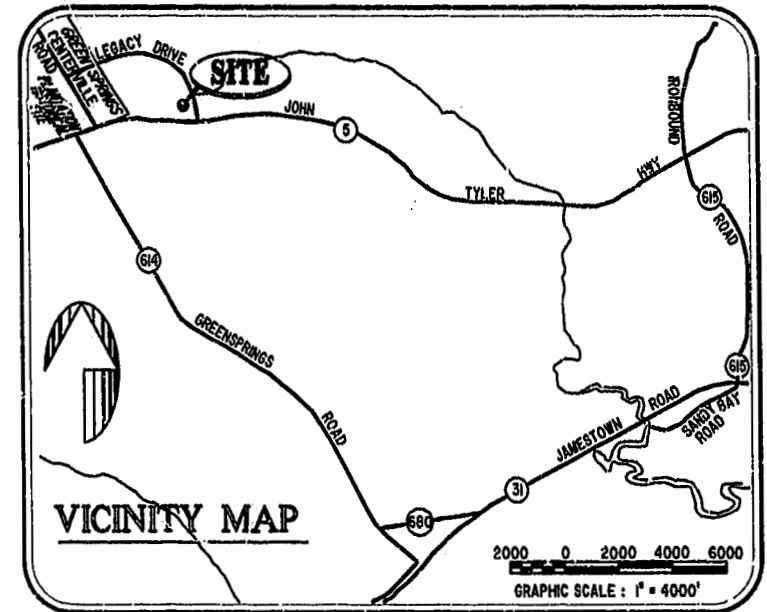 GREEN SPRINGS
CENTERVILLE
ROAD
PLANTATION
LEGACY DRIVE
SITE
JOHN
5
TYLER
HWY
IRONBOUND
615
ROAD
614
GREENSPRINGS
ROAD
615
SANDY BAY
ROAD
JAMESTOWN ROAD
31
680
VICINITY MAP
2000 0 2000 4000 6000
GRAPHIC SCALE : 1" = 4000'